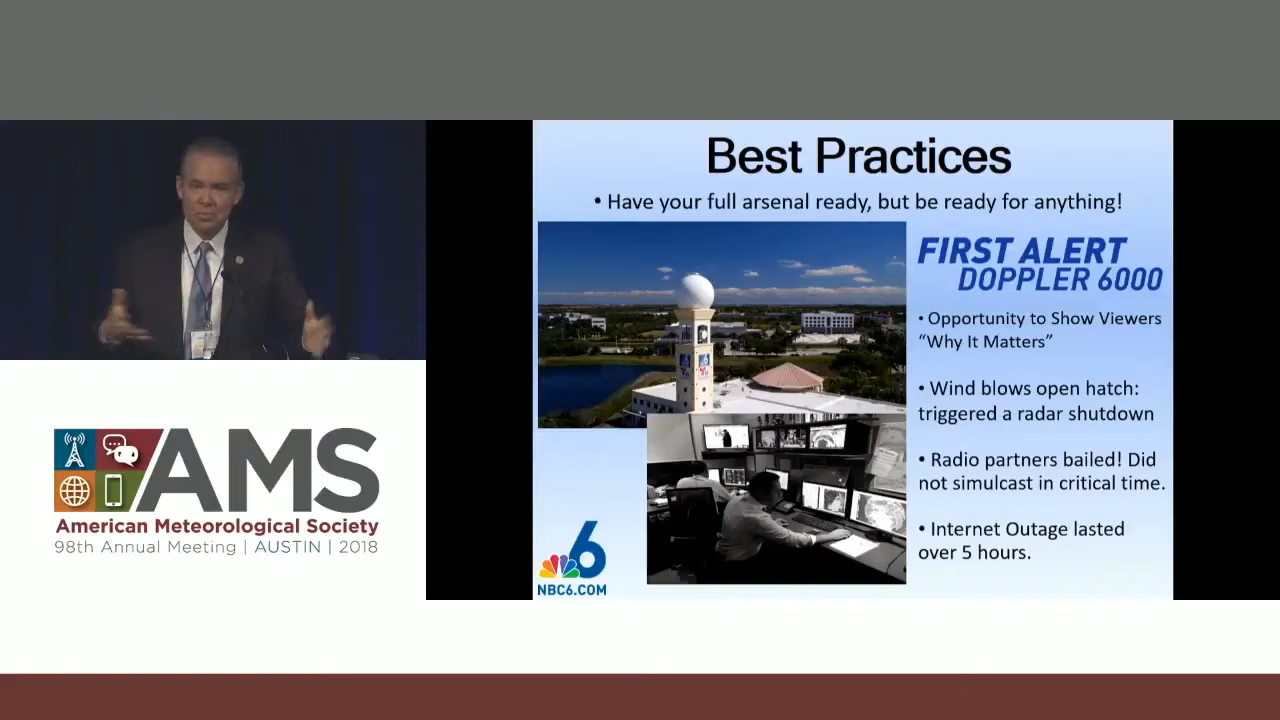 Best Practices
• Have your full arsenal ready, but be ready for anything!
FIRST ALERT
DOPPLER 6000
• Opportunity to Show Viewers
“Why It Matters”
• Wind blows open hatch:
triggered a radar shutdown
• Radio partners bailed! Did
not simulcast in critical time.
• Internet Outage lasted
over 5 hours.
6
NBC6.COM
AMS
American Meteorological Society
98th Annual Meeting | AUSTIN | 2018